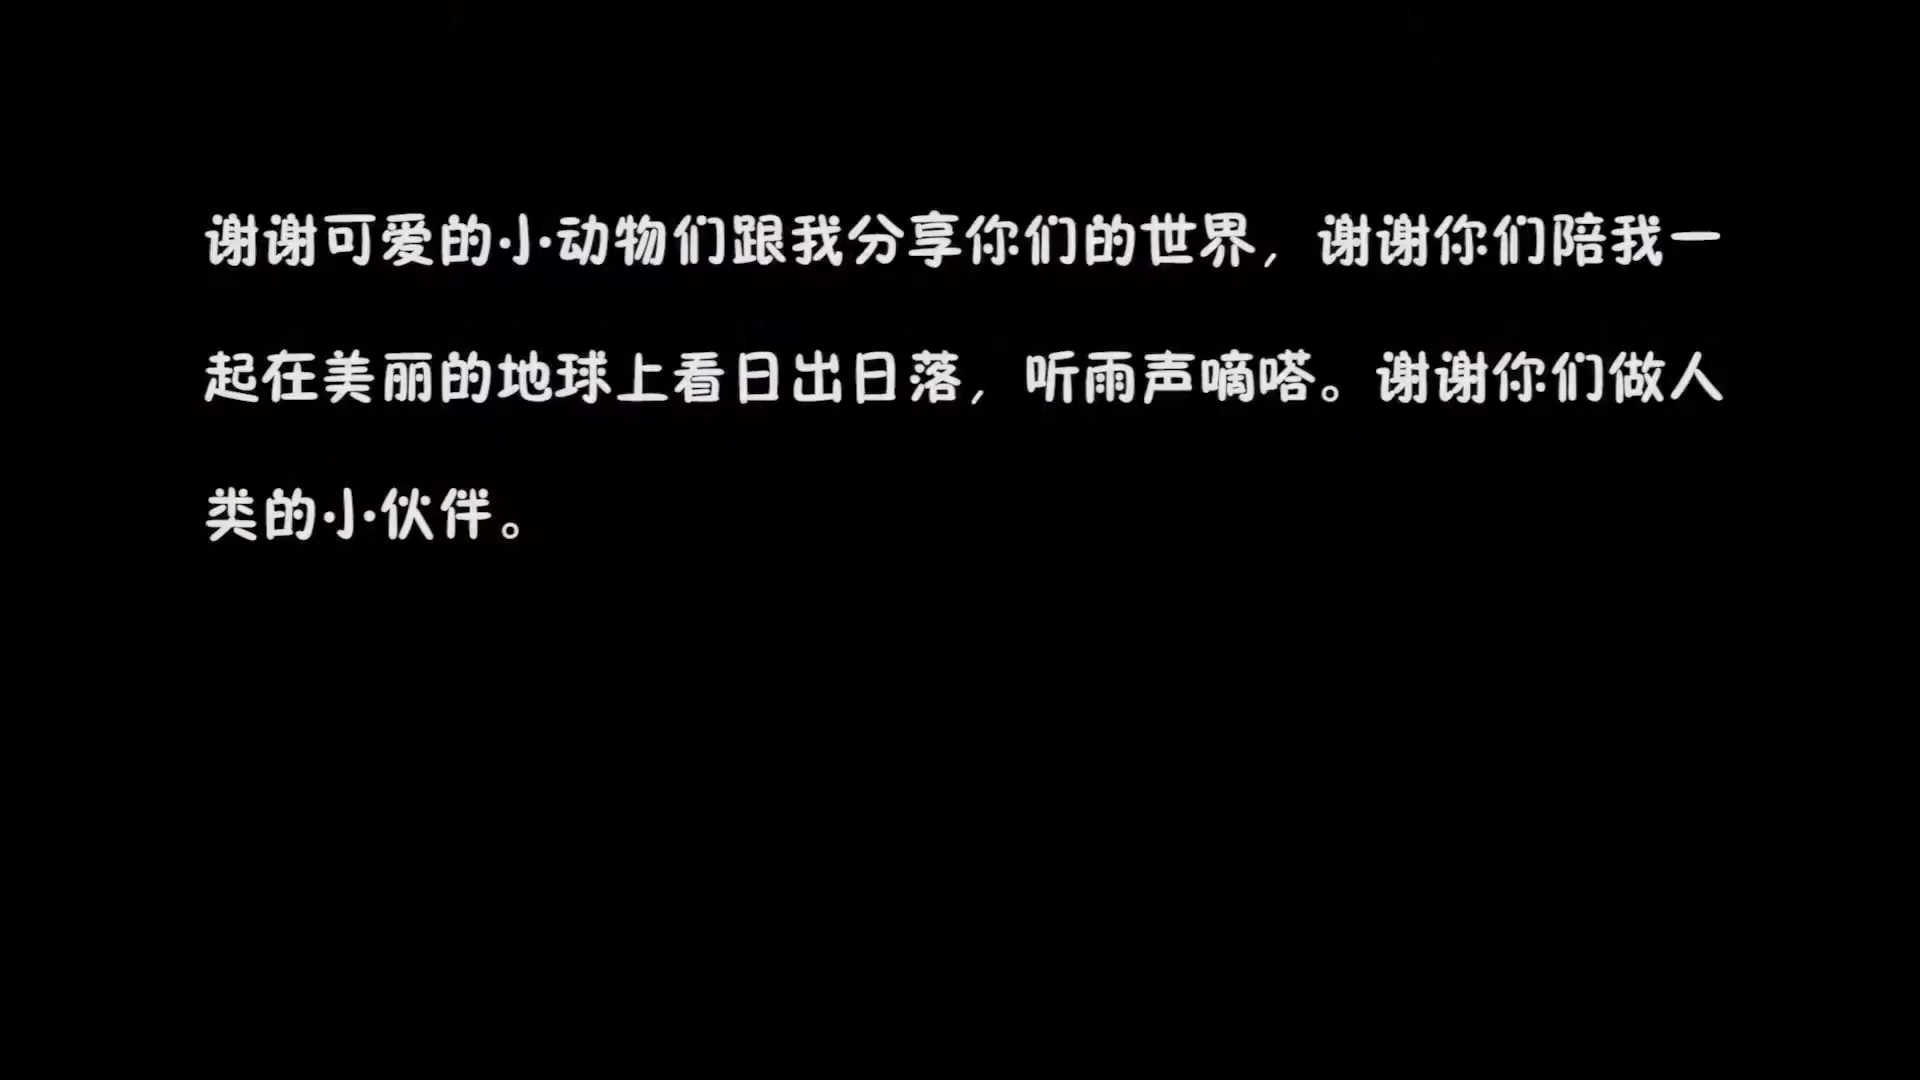 谢谢可爱的小动物们跟我分享你们的世界，谢谢你们陪我一
起在美丽的地球上看日出日落，听雨声嘀嗒。谢谢你们做人
类的小伙伴。